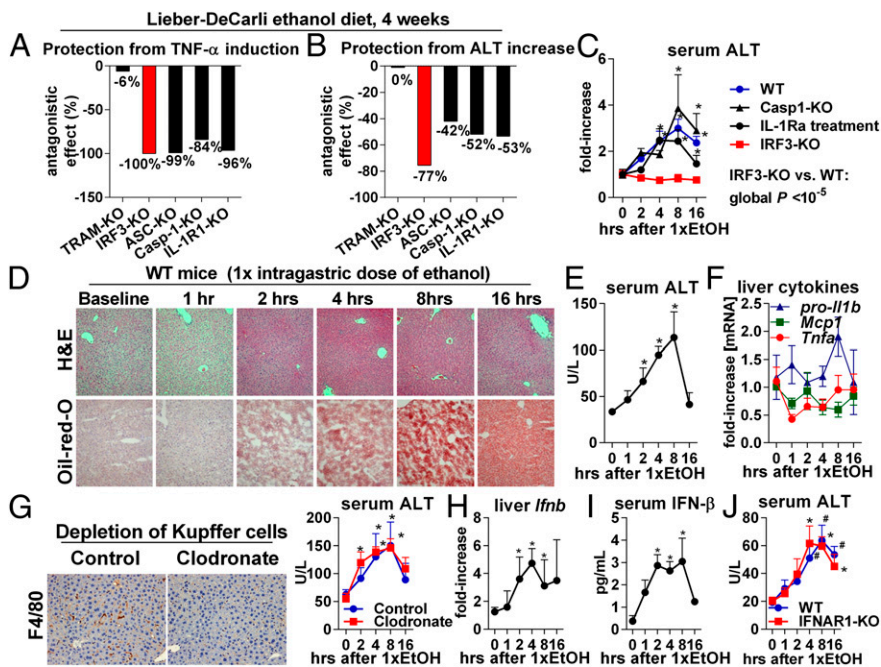 Lieber-DeCarli ethanol diet, 4 weeks
A
Protection from TNF-α induction
antagonistic
effect (%)
0
-50
-100
-150
-6%
-100%
-99%
-84%
-96%
TRAM-KO
IRF3-KO
ASC-KO
Casp-1-KO
IL-1R1-KO
B
Protection from ALT increase
antagonistic
effect (%)
0
-20
-40
-60
-80
-100
0%
-77%
-42%
-52%
-53%
TRAM-KO
IRF3-KO
ASC-KO
Casp-1-KO
IL-1R1-KO
C
serum ALT
fold-increase
6
4
2
0
* * * * * * * *
WT
Casp1-KO
IL-1Ra treatment
IRF3-KO
IRF3-KO vs. WT:
global P <10-5
0 2 4 8 16
hrs after 1xEtOH
D
WT mice (1x intragastric dose of ethanol)
Baseline 1 hr 2 hrs 4 hrs 8hrs 16 hrs
H&E
Oil-red-O
E
serum ALT
U/L
150
100
50
0
* * *
0 1 2 4 8 16
hrs after 1xEtOH
F
liver cytokines
fold-increase [mRNA]
2.5
2.0
1.5
1.0
0.5
0.0
pro-Il1b
Mcp1
Tnfa
0 1 2 4 8 16
hrs after 1xEtOH
G
Depletion of Kupffer cells
Control Clodronate
F4/80
serum ALT
U/L
200
150
100
50
0
* * * * *
Control
Clodronate
0 1 2 4 8 16
hrs after 1xEtOH
H
liver Ifnb
fold-increase
8
6
4
2
0
* * *
0 1 2 4 8 16
hrs after 1xEtOH
I
serum IFN-β
pg/mL
5
4
3
2
1
0
* * *
0 1 2 4 8 16
hrs after 1xEtOH
J
serum ALT
U/L
100
80
60
40
20
0
* # # * # *
WT
IFNAR1-KO
0 1 2 4 8 16
hrs after 1xEtOH